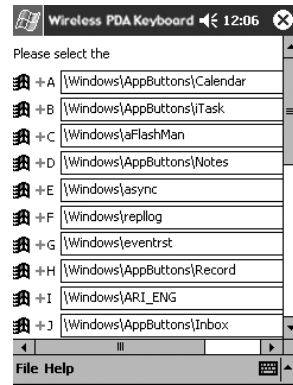 Wireless PDA Keyboard 12:06
Please select the
+A \Windows\AppButtons\Calendar
+B \Windows\AppButtons\iTask
+C \Windows\aFlashMan
+D \Windows\AppButtons\Notes
+E \Windows\async
+F \Windows\repllog
+G \Windows\eventrst
+H \Windows\AppButtons\Record
+I \Windows\ARI_ENG
+J \Windows\AppButtons\Inbox
File Help